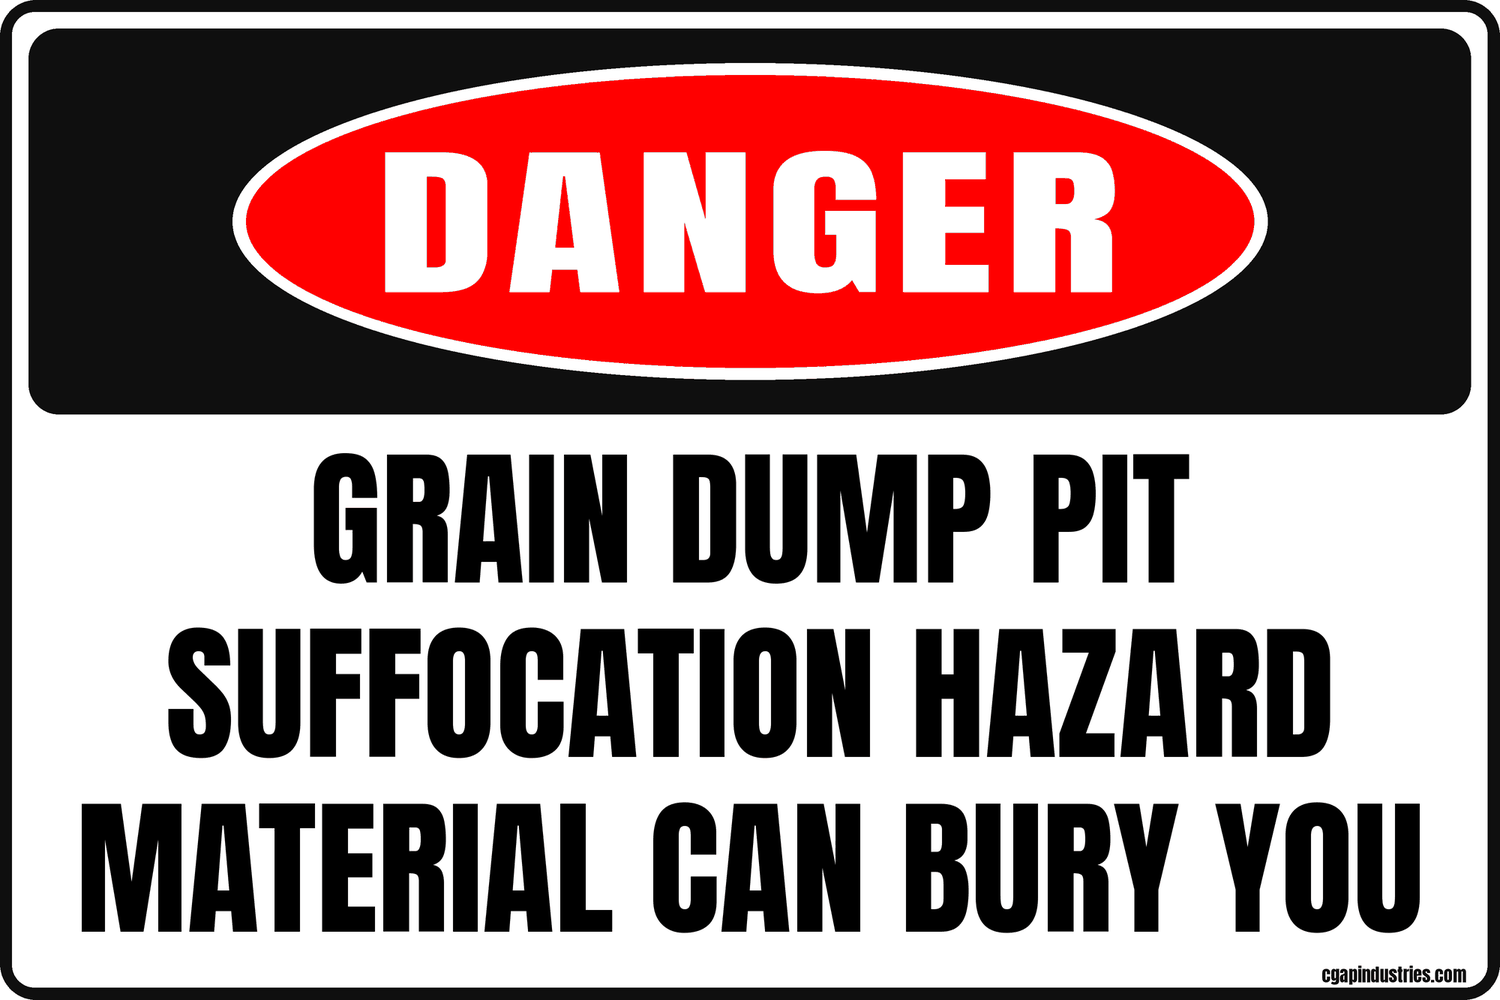 DANGER
GRAIN DUMP PIT
SUFFOCATION HAZARD
MATERIAL CAN BURY YOU
cgapindustries.com